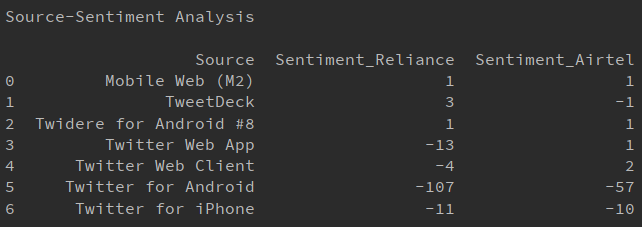 Source-Sentiment Analysis
Source Sentiment_Reliance Sentiment_Airtel
0 Mobile Web (M2) 1 1
1 TweetDeck 3 -1
2 Twidere for Android #8 1 1
3 Twitter Web App -13 1
4 Twitter Web Client -4 2
5 Twitter for Android -107 -57
6 Twitter for iPhone -11 -10